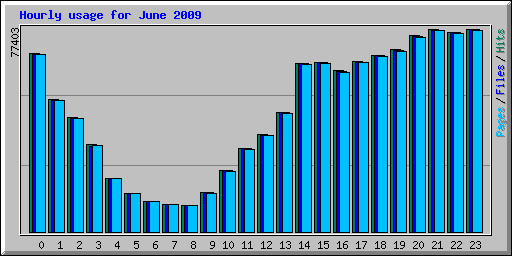 Hourly usage for June 2009
77403
Pages / Files / Hits
0 1 2 3 4 5 6 7 8 9 10 11 12 13 14 15 16 17 18 19 20 21 22 23